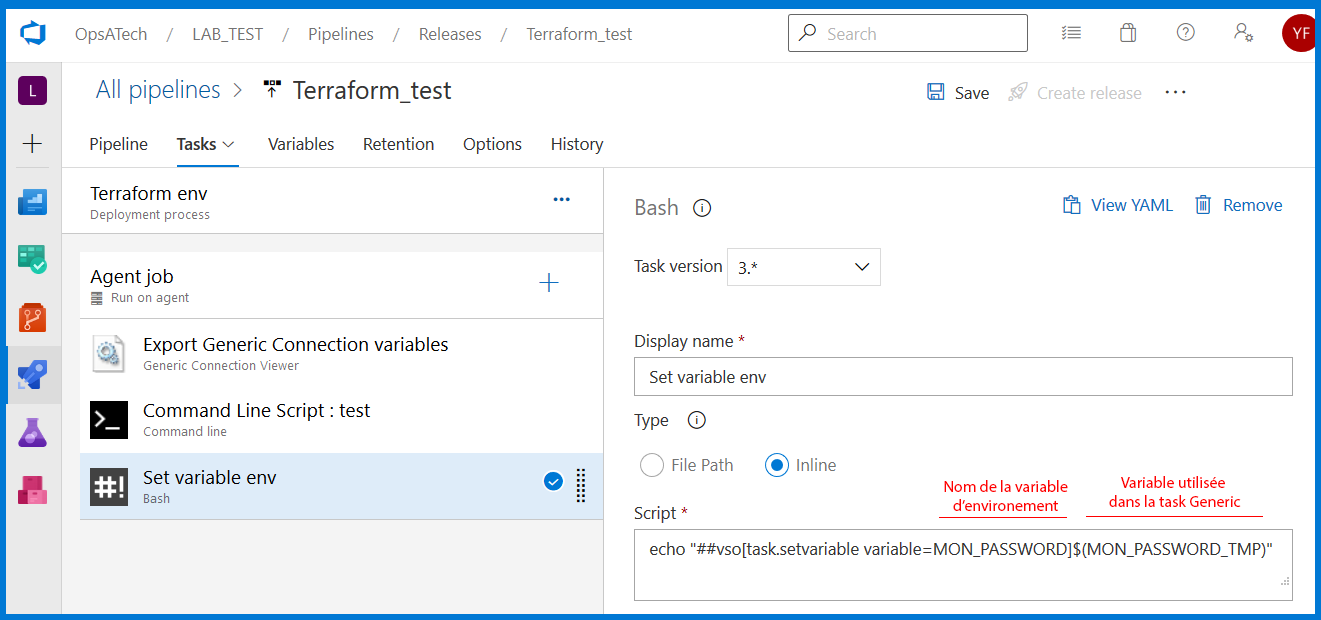 OpsATech / LAB_TEST / Pipelines / Releases / Terraform_test
Search
YF
L
All pipelines > Terraform_test
Save
Create release
Pipeline
Tasks
Variables
Retention
Options
History
Terraform env
Deployment process
Agent job
Run on agent
Export Generic Connection variables
Generic Connection Viewer
Command Line Script : test
Command line
Set variable env
Bash
Bash
View YAML
Remove
Task version
3.*
Display name *
Set variable env
Type
File Path
Inline
Nom de la variable
d'environement
Variable utilisée
dans la task Generic
Script *
echo "##vso[task.setvariable variable=MON_PASSWORD]$(MON_PASSWORD_TMP)"